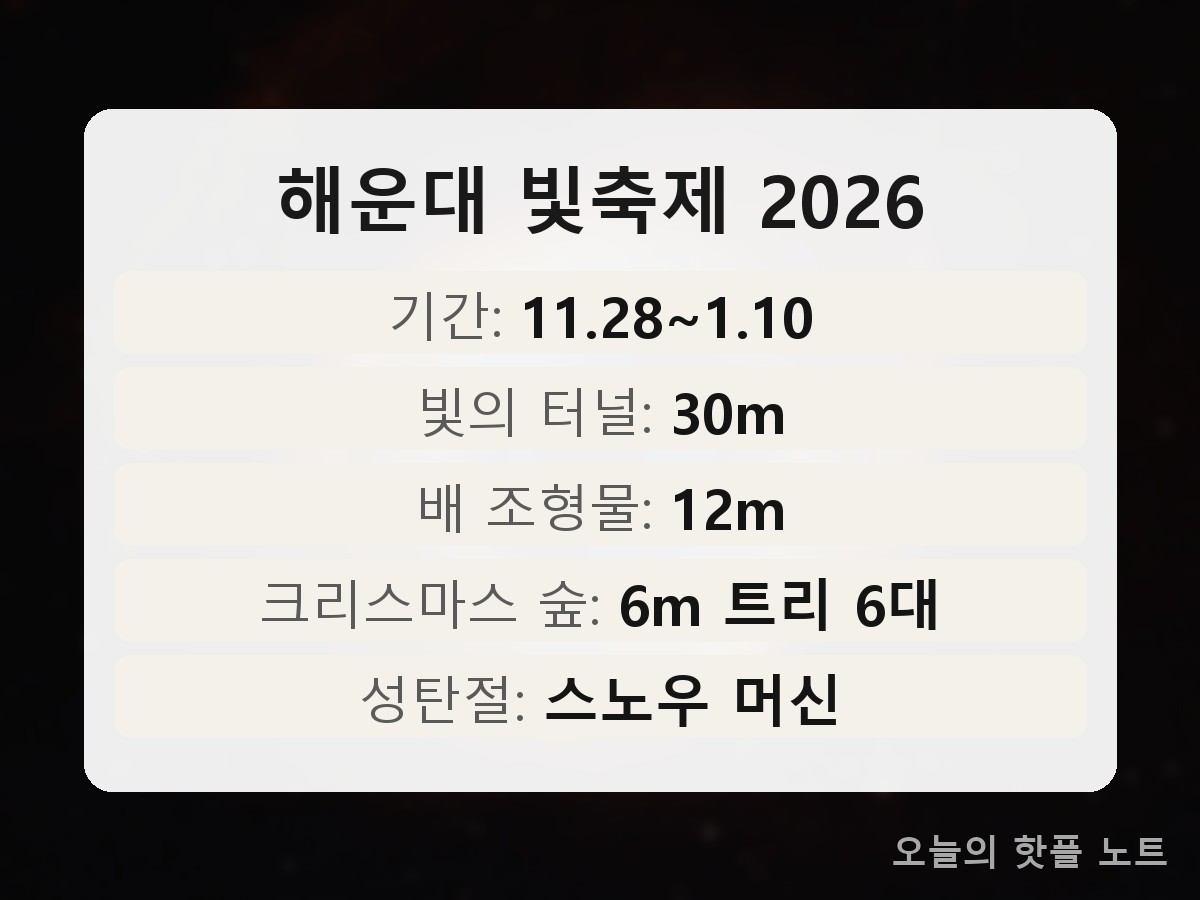 해운대 빛축제 2026
기간: 11.28~1.10
빛의 터널: 30m
배 조형물: 12m
크리스마스 숲: 6m 트리 6대
성탄절: 스노우 머신
오늘의 핫플 노트